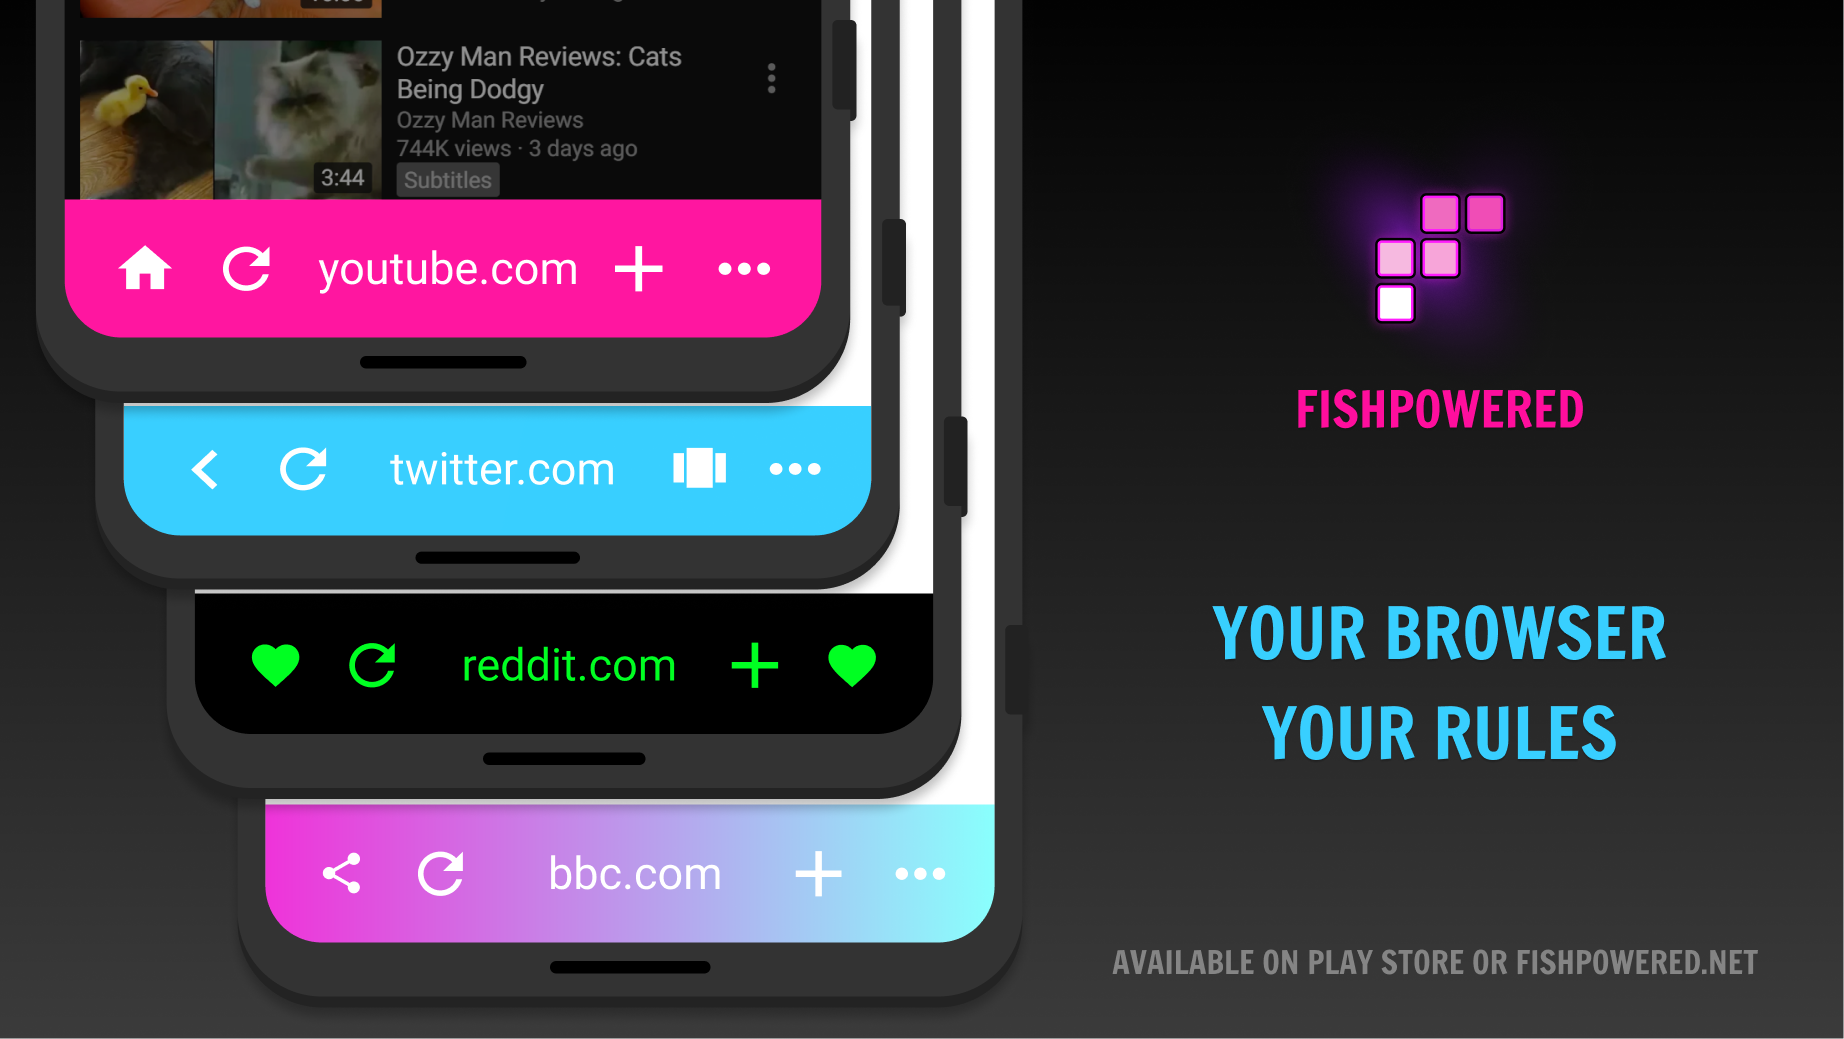 Ozzy Man Reviews: Cats
Being Dodgy
Ozzy Man Reviews
744K views · 3 days ago
3:44
Subtitles
youtube.com
twitter.com
reddit.com
bbc.com
FISHPOWERED
YOUR BROWSER
YOUR RULES
AVAILABLE ON PLAY STORE OR FISHPOWERED.NET